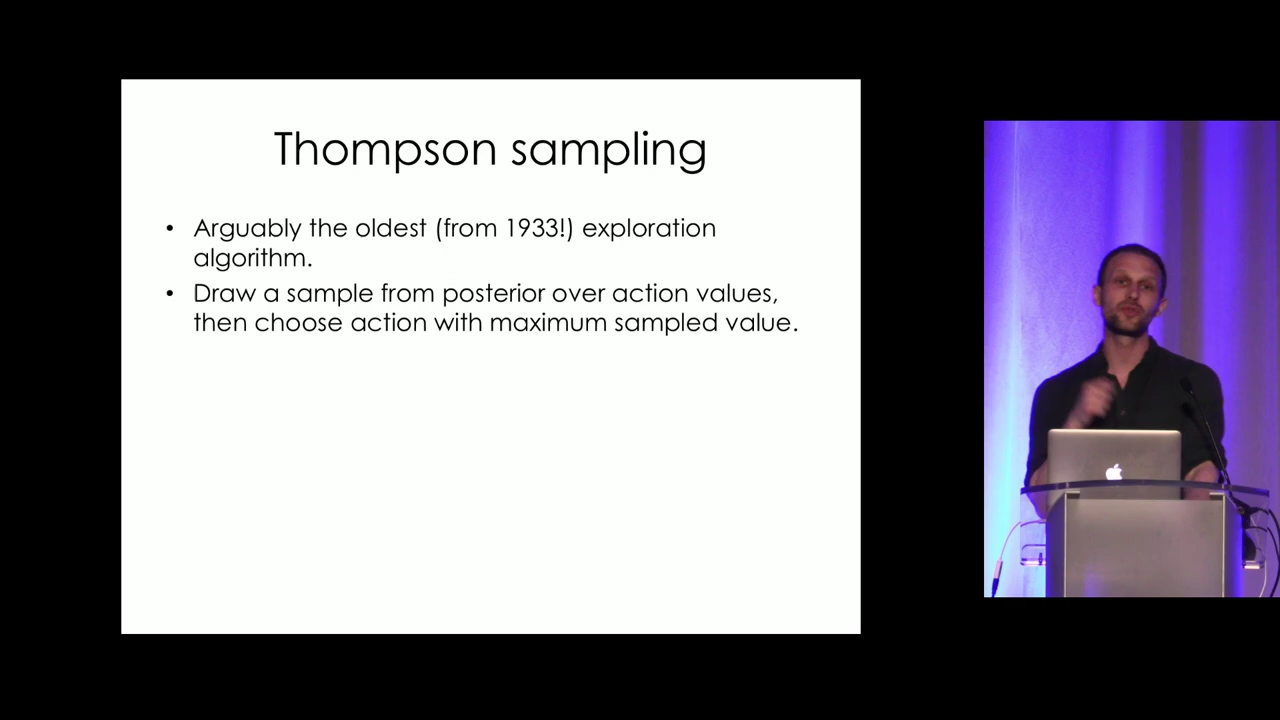 Thompson sampling
• Arguably the oldest (from 1933!) exploration
algorithm.
• Draw a sample from posterior over action values,
then choose action with maximum sampled value.